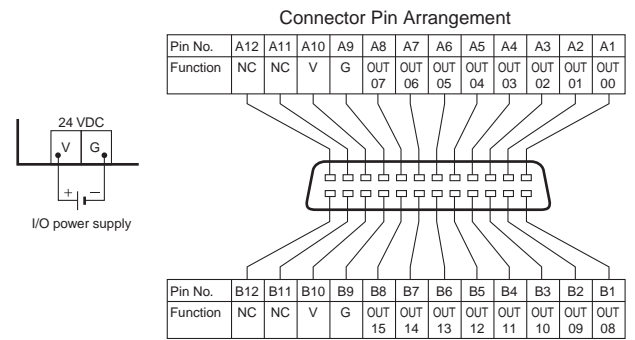 Connector Pin Arrangement
Pin No. A12 A11 A10 A9 A8 A7 A6 A5 A4 A3 A2 A1
Function NC NC V G OUT 07 OUT 06 OUT 05 OUT 04 OUT 03 OUT 02 OUT 01 OUT 00
24 VDC
V G
+ −
I/O power supply
Pin No. B12 B11 B10 B9 B8 B7 B6 B5 B4 B3 B2 B1
Function NC NC V G OUT 15 OUT 14 OUT 13 OUT 12 OUT 11 OUT 10 OUT 09 OUT 08